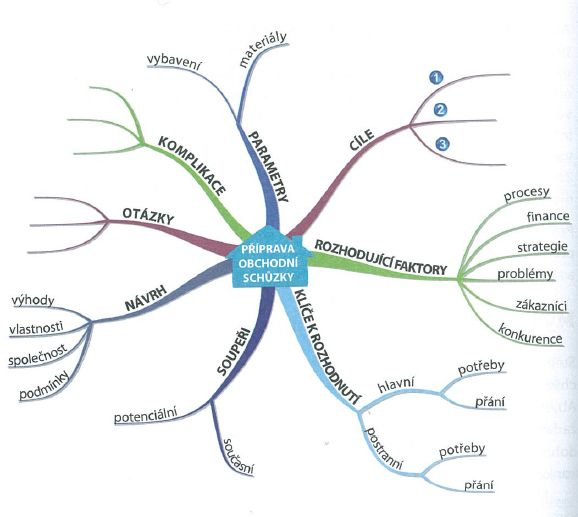 PŘÍPRAVA
OBCHODNÍ
SCHŮZKY
CÍLE
1
2
3
ROZHODUJÍCÍ FAKTORY
procesy
finance
strategie
problémy
zákazníci
konkurence
KLÍČE K ROZHODNUTÍ
hlavní
potřeby
přání
postranní
potřeby
přání
SOUPEŘI
současní
potenciální
NÁVRH
výhody
vlastnosti
společnost
podmínky
OTÁZKY
KOMPLIKACE
PARAMETRY
vybavení
materiály